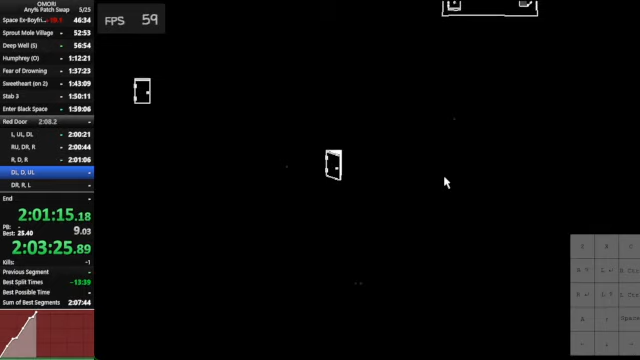 OMORI
Any% Patch Swap 5/25
Space Ex-Boyfri.. 46:34
Sprout Mole Village - 52:53
Deep Well (S) - 56:54
Humphrey (O) - 1:12:21
Fear of Drowning - 1:37:23
Sweetheart (on 2) - 1:43:09
Stab 3 - 1:50:11
Enter Black Space - 1:59:06
Red Door 2:08.2
L, UL, DL - 2:00:21
RU, DR, R - 2:00:44
R, D, R - 2:01:06
DL, D, UL -
DR, R, L -
End -
2:01:15.18
PB: -
Best: 25.40 9.03
2:03:25.89
Kills: -1
Previous Segment -
Best Split Times -13:39
Best Possible Time -
Sum of Best Segments 2:07:44
FPS 59
Space